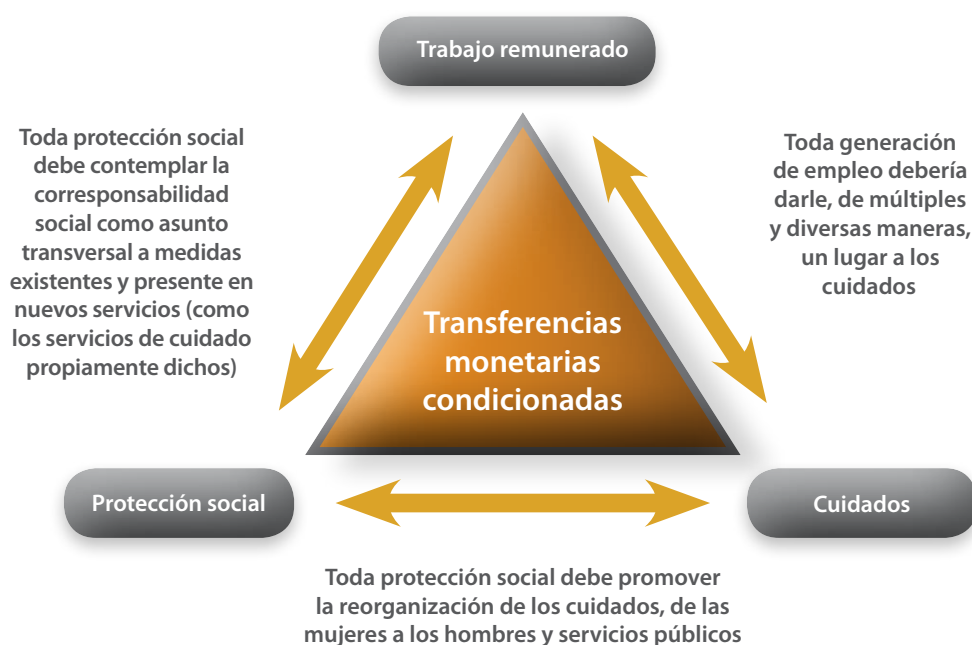 Trabajo remunerado
Toda protección social
debe contemplar la
corresponsabilidad
social como asunto
transversal a medidas
existentes y presente en
nuevos servicios (como
los servicios de cuidado
propiamente dichos)
Toda generación
de empleo debería
darle, de múltiples
y diversas maneras,
un lugar a los
cuidados
Transferencias
monetarias
condicionadas
Protección social
Cuidados
Toda protección social debe promover
la reorganización de los cuidados, de las
mujeres a los hombres y servicios públicos